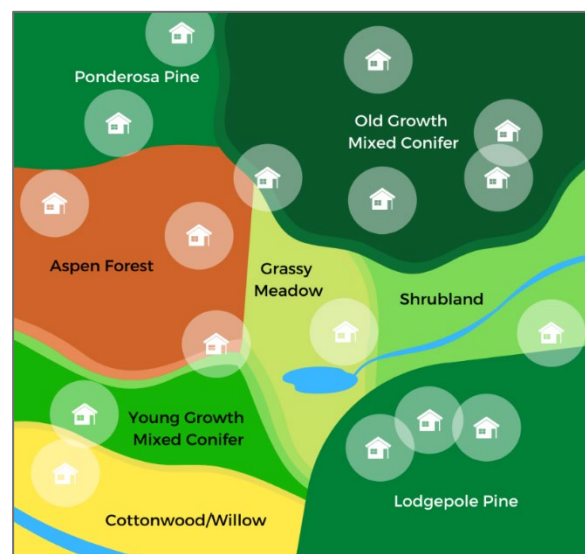 Ponderosa Pine
Old Growth
Mixed Conifer
Aspen Forest
Grassy
Meadow
Shrubland
Young Growth
Mixed Conifer
Lodgepole Pine
Cottonwood/Willow